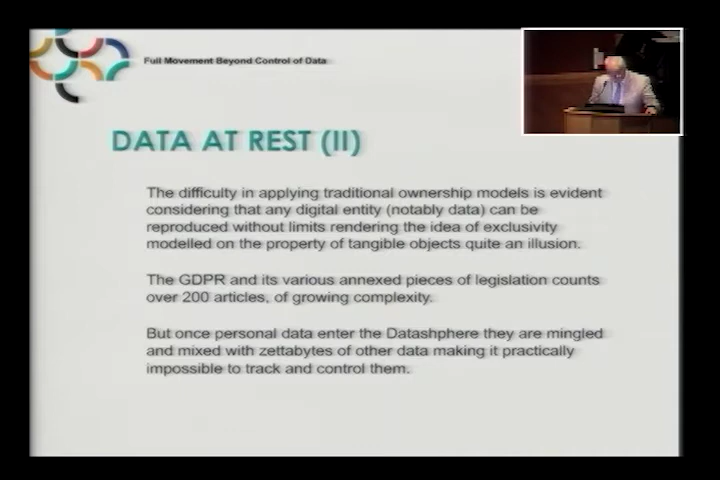 Full Movement Beyond Control of Data
DATA AT REST (II)
The difficulty in applying traditional ownership models is evident
considering that any digital entity (notably data) can be
reproduced without limits rendering the idea of exclusivity
modelled on the property of tangible objects quite an illusion.
The GDPR and its various annexed pieces of legislation counts
over 200 articles, of growing complexity.
But once personal data enter the Datashphere they are mingled
and mixed with zettabytes of other data making it practically
impossible to track and control them.